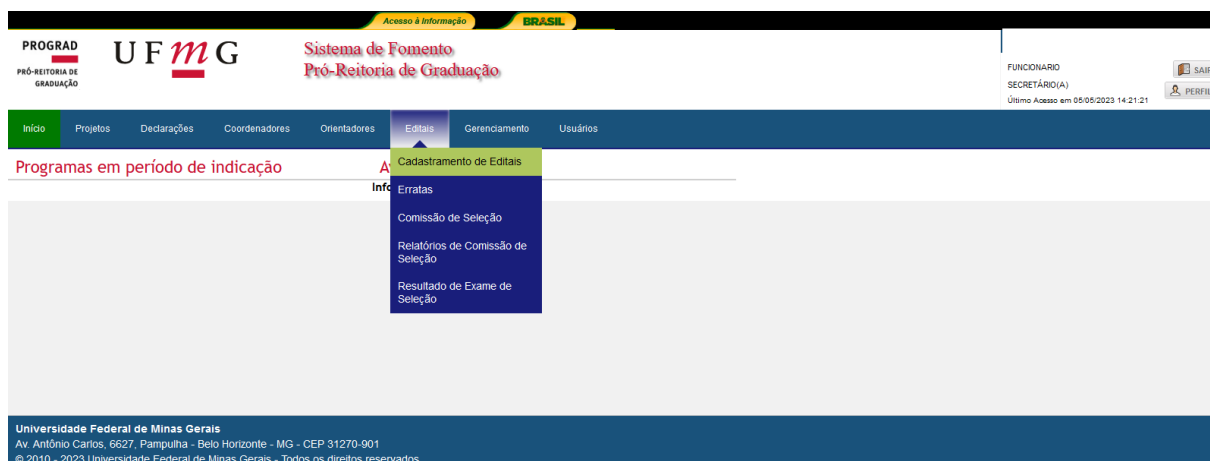 Acesso à Informação BRASIL
PROGRAD
PRÓ-REITORIA DE
GRADUAÇÃO
UFmG
Sistema de Fomento
Pró-Reitoria de Graduação
FUNCIONARIO
SECRETÁRIO(A)
Último Acesso em 05/05/2023 14:21:21
SAIR
PERFIL
Início Projetos Declarações Coordenadores Orientadores Editais Gerenciamento Usuários
Programas em período de indicação
Cadastramento de Editais
Erratas
Comissão de Seleção
Relatórios de Comissão de
Seleção
Resultado de Exame de
Seleção
Universidade Federal de Minas Gerais
Av. Antônio Carlos, 6627, Pampulha - Belo Horizonte - MG - CEP 31270-901
© 2010 - 2023 Universidade Federal de Minas Gerais - Todos os direitos reservados